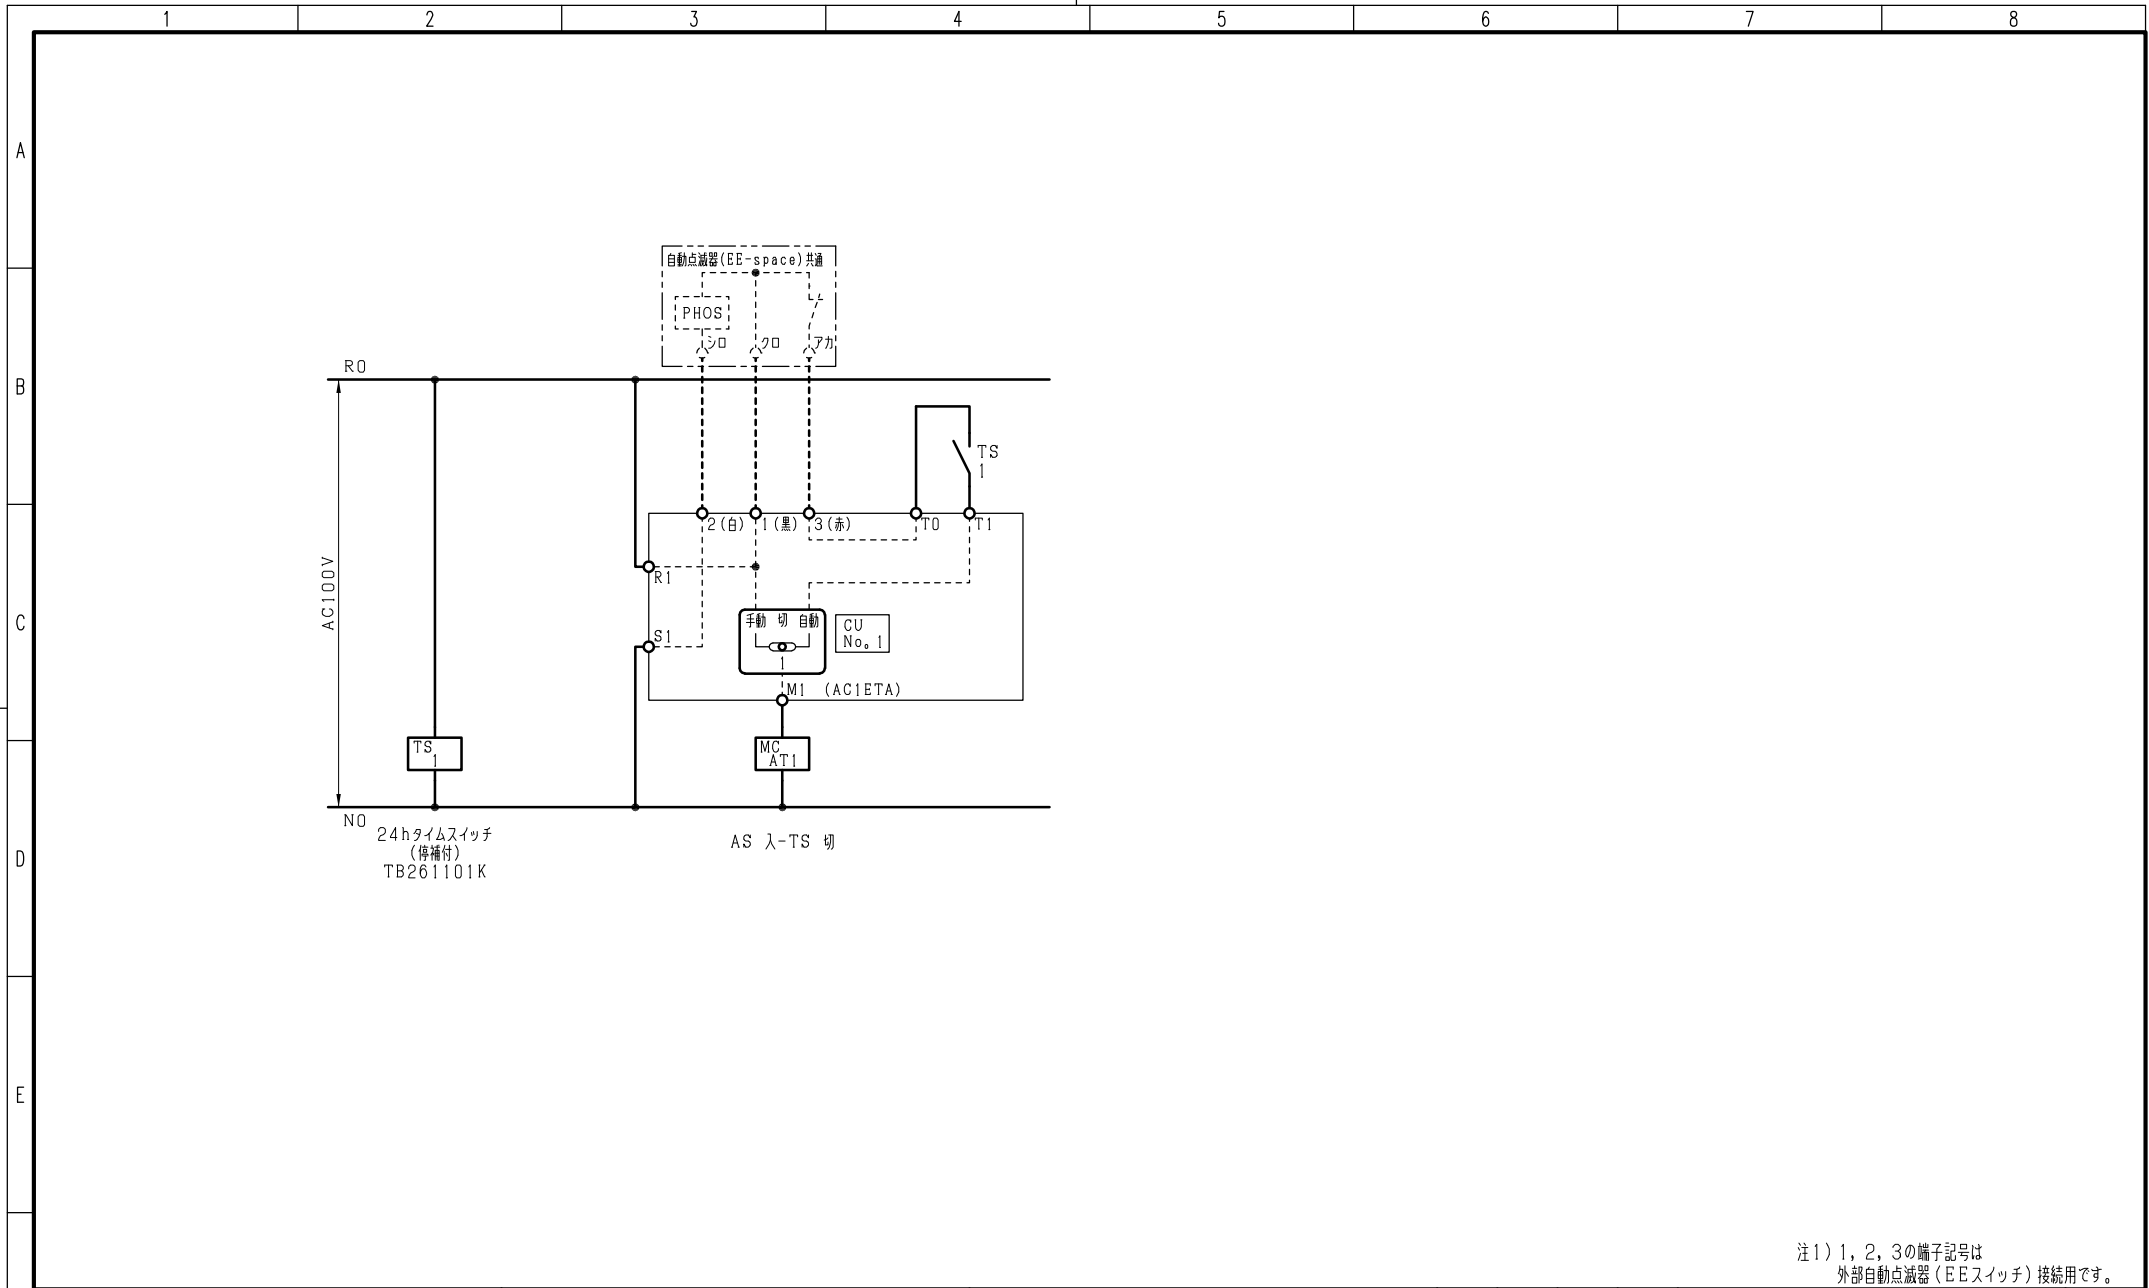 1 2 3 4 5 6 7 8
A
B
C
D
E
自動点滅器(EE-space)共通
PHOS
シロ クロ アカ
R0
TS
1
2(白) 1(黒) 3(赤) T0 T1
AC100V
R1
手動 切 自動
CU
No。1
S1
1
M1 (AC1ETA)
TS
1
MC
AT1
N0
24hタイムスイッチ
(停補付)
TB261101K
AS 入-TS 切
注1)1,2,3の端子記号は
外部自動点滅器(EEスイッチ)接続用です。